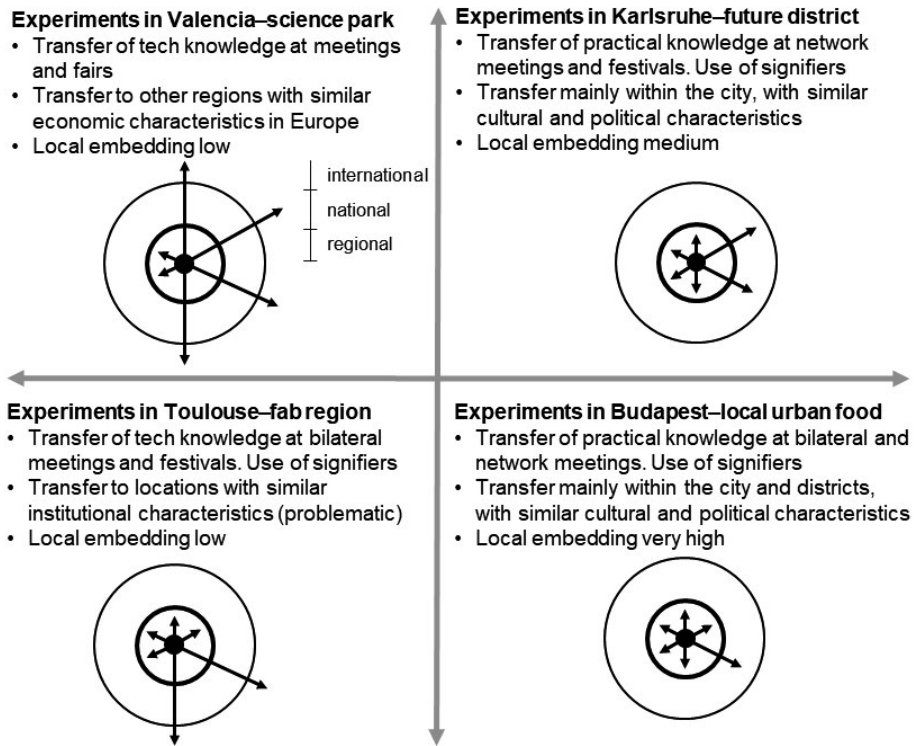 Experiments in Valencia–science park
• Transfer of tech knowledge at meetings
and fairs
• Transfer to other regions with similar
economic characteristics in Europe
• Local embedding low
international
national
regional
Experiments in Karlsruhe–future district
• Transfer of practical knowledge at network
meetings and festivals. Use of signifiers
• Transfer mainly within the city, with similar
cultural and political characteristics
• Local embedding medium
Experiments in Toulouse–fab region
• Transfer of tech knowledge at bilateral
meetings and festivals. Use of signifiers
• Transfer to locations with similar
institutional characteristics (problematic)
• Local embedding low
Experiments in Budapest–local urban food
• Transfer of practical knowledge at bilateral and
network meetings. Use of signifiers
• Transfer mainly within the city and districts,
with similar cultural and political characteristics
• Local embedding very high